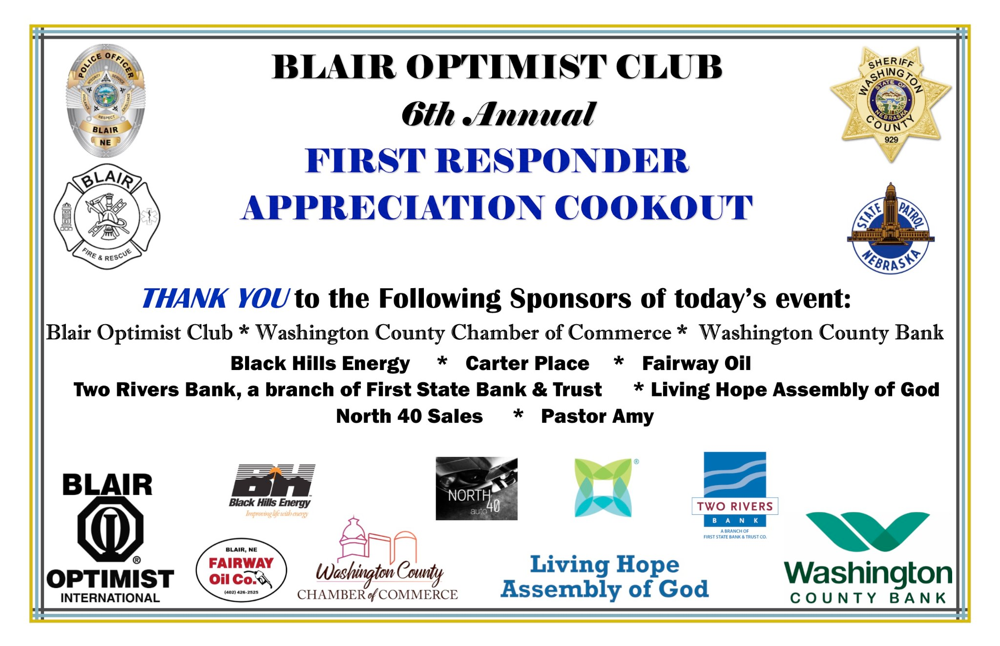 BLAIR OPTIMIST CLUB
6th Annual
FIRST RESPONDER
APPRECIATION COOKOUT
POLICE OFFICER
INTEGRITY
SERVICE
VIGILANCE
EXCELLENCE
RESPECT
BLAIR
NE
BLAIR
FIRE & RESCUE
SHERIFF
WASHINGTON
STATE OF
NEBRASKA
COUNTY
929
STATE PATROL
NEBRASKA
THANK YOU to the Following Sponsors of today's event:
Blair Optimist Club * Washington County Chamber of Commerce * Washington County Bank
Black Hills Energy * Carter Place * Fairway Oil
Two Rivers Bank, a branch of First State Bank & Trust * Living Hope Assembly of God
North 40 Sales * Pastor Amy
BLAIR
OI
®
OPTIMIST
INTERNATIONAL
BH
Black Hills Energy
Improving life with energy
BLAIR, NE
FAIRWAY
Oil Co.
(402) 426-2525
NORTH
40
auto
Washington County
CHAMBER of COMMERCE
®
Living Hope
Assembly of God
TWO RIVERS
BANK
A BRANCH OF
FIRST STATE BANK & TRUST CO.
Washington
COUNTY BANK